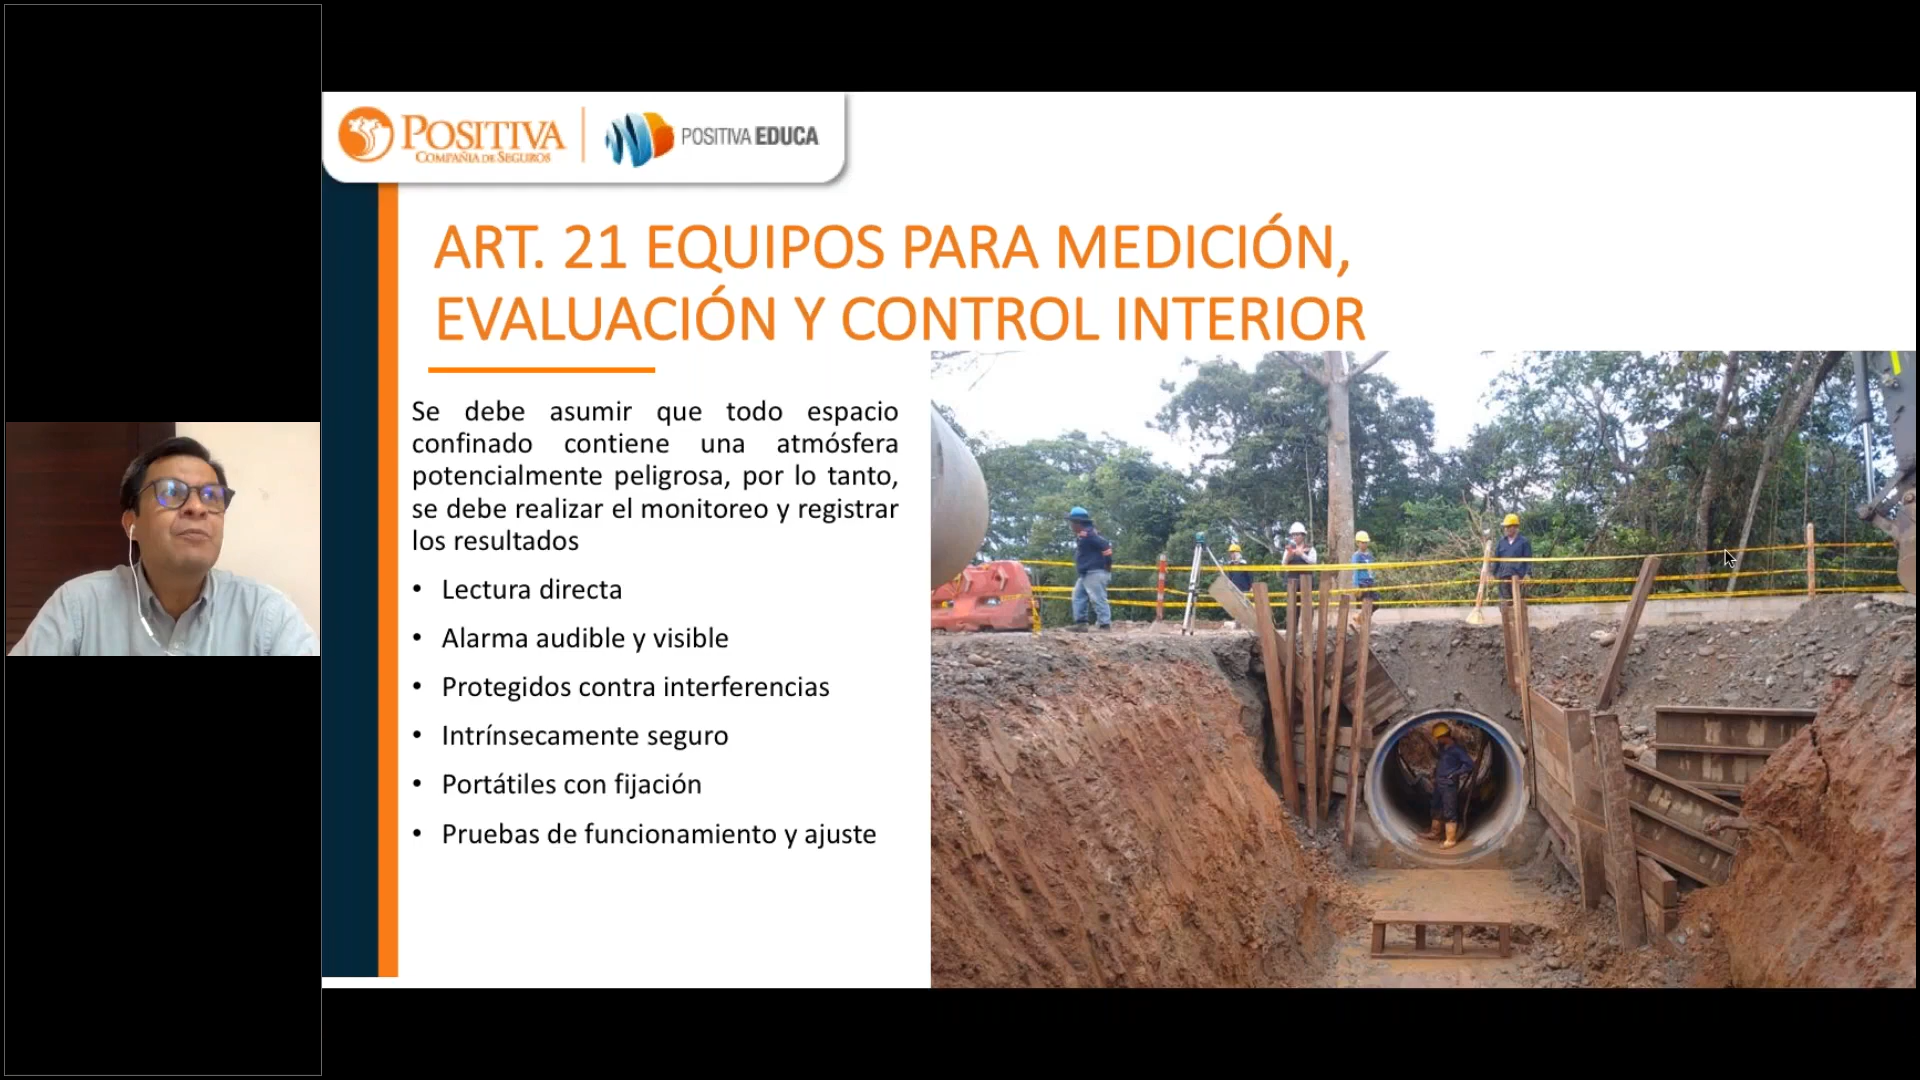 POSITIVA
COMPAÑIA DE SEGUROS
POSITIVA EDUCA
ART. 21 EQUIPOS PARA MEDICIÓN,
EVALUACIÓN Y CONTROL INTERIOR
Se debe asumir que todo espacio
confinado contiene una atmósfera
potencialmente peligrosa, por lo tanto,
se debe realizar el monitoreo y registrar
los resultados
• Lectura directa
• Alarma audible y visible
• Protegidos contra interferencias
• Intrínsecamente seguro
• Portátiles con fijación
• Pruebas de funcionamiento y ajuste